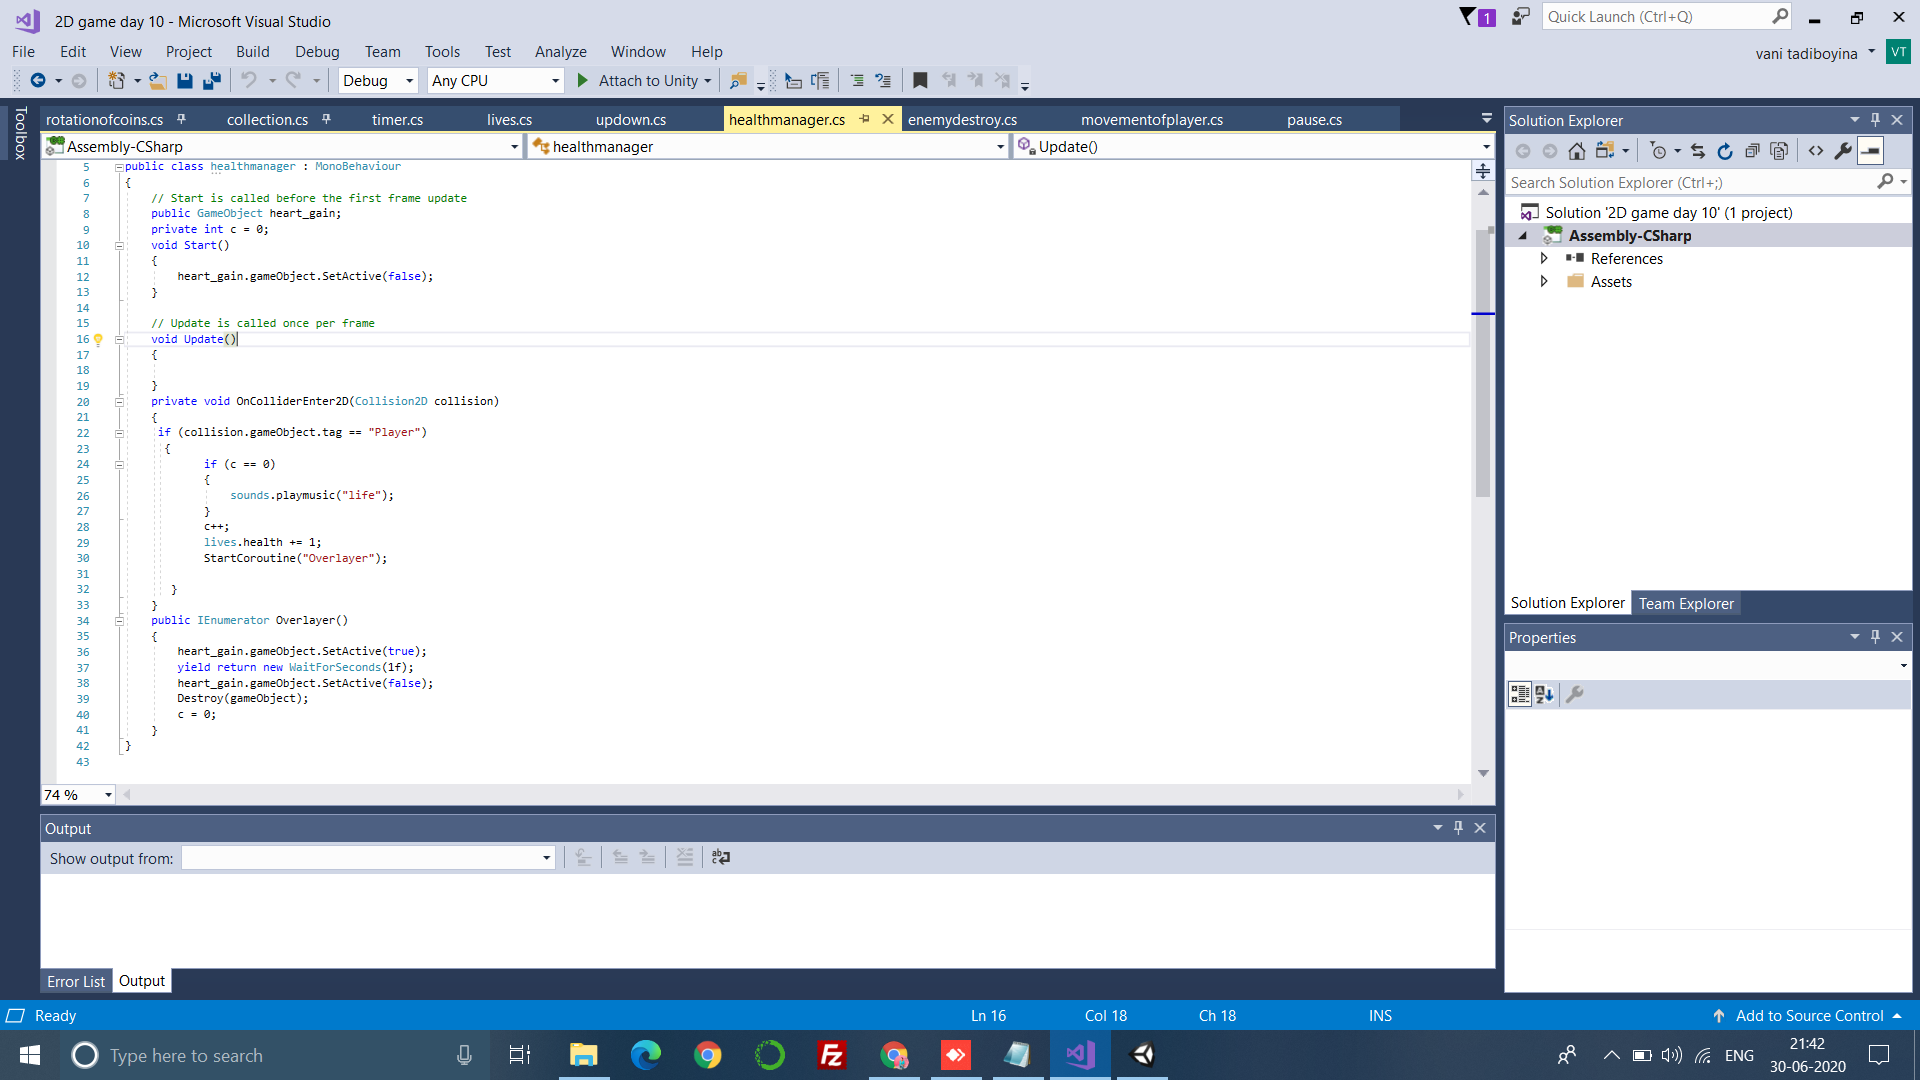 2D game day 10 - Microsoft Visual Studio
1
Quick Launch (Ctrl+Q)
File Edit View Project Build Debug Team Tools Test Analyze Window Help
vani tadiboyina VT
Debug Any CPU Attach to Unity
Toolbox
rotationofcoins.cs collection.cs timer.cs lives.cs updown.cs healthmanager.cs enemydestroy.cs movementofplayer.cs pause.cs
Assembly-CSharp healthmanager Update()
5 public class healthmanager : MonoBehaviour
6 {
7 // Start is called before the first frame update
8 public GameObject heart_gain;
9 private int c = 0;
10 void Start()
11 {
12 heart_gain.gameObject.SetActive(false);
13 }
14
15 // Update is called once per frame
16 void Update()
17 {
18
19 }
20 private void OnColliderEnter2D(Collision2D collision)
21 {
22 if (collision.gameObject.tag == "Player")
23 {
24 if (c == 0)
25 {
26 sounds.playmusic("life");
27 }
28 c++;
29 lives.health += 1;
30 StartCoroutine("Overlayer");
31
32 }
33 }
34 public IEnumerator Overlayer()
35 {
36 heart_gain.gameObject.SetActive(true);
37 yield return new WaitForSeconds(1f);
38 heart_gain.gameObject.SetActive(false);
39 Destroy(gameObject);
40 c = 0;
41 }
42 }
43
74 %
Output
Show output from:
Error List Output
Solution Explorer
Search Solution Explorer (Ctrl+;)
Solution '2D game day 10' (1 project)
Assembly-CSharp
References
Assets
Solution Explorer Team Explorer
Properties
Ready Ln 16 Col 18 Ch 18 INS Add to Source Control
Type here to search
ENG
21:42
30-06-2020